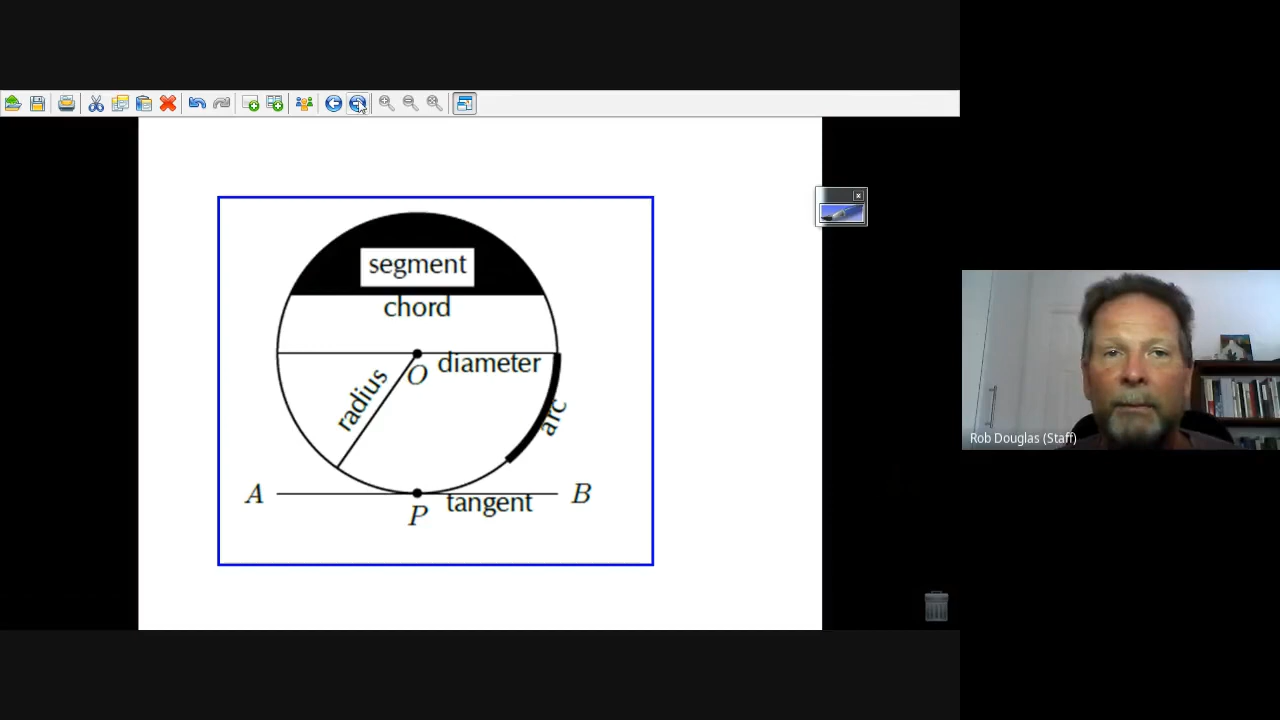 segment
chord
diameter
O
radius
arc
A
B
tangent
P
Rob Douglas (Staff)